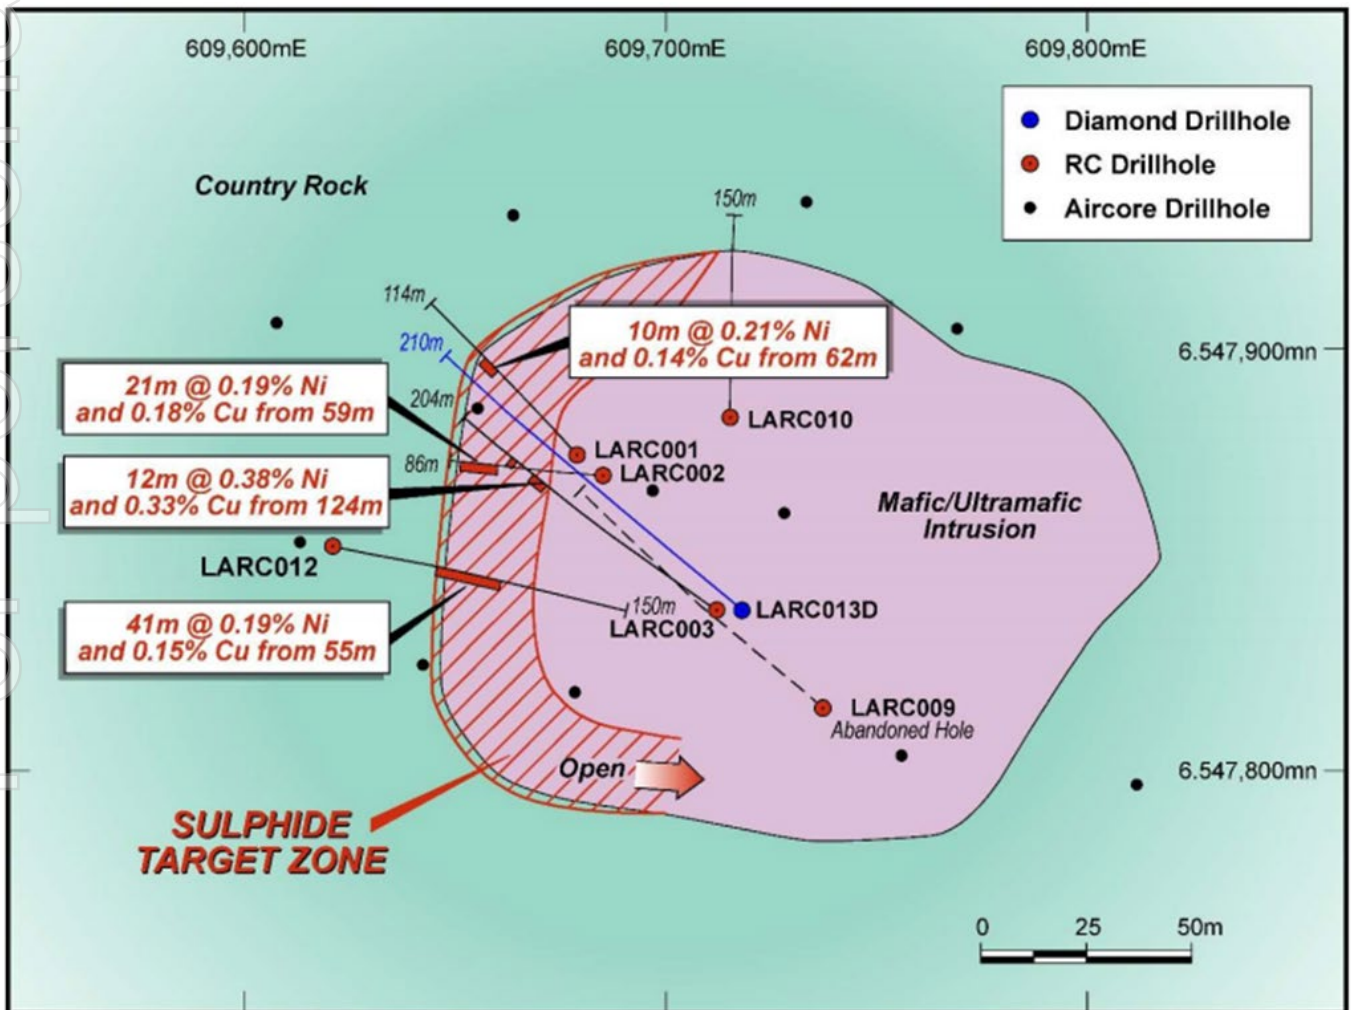 609,600mE
609,700mE
609,800mE
Diamond Drillhole
RC Drillhole
Aircore Drillhole
Country Rock
150m
114m
10m @ 0.21% Ni
and 0.14% Cu from 62m
210m
6.547,900mn
21m @ 0.19% Ni
and 0.18% Cu from 59m
204m
LARC010
LARC001
86m
LARC002
12m @ 0.38% Ni
and 0.33% Cu from 124m
Mafic/Ultramafic
Intrusion
LARC012
150m
LARC013D
LARC003
41m @ 0.19% Ni
and 0.15% Cu from 55m
LARC009
Abandoned Hole
Open
6.547,800mn
SULPHIDE
TARGET ZONE
0 25 50m